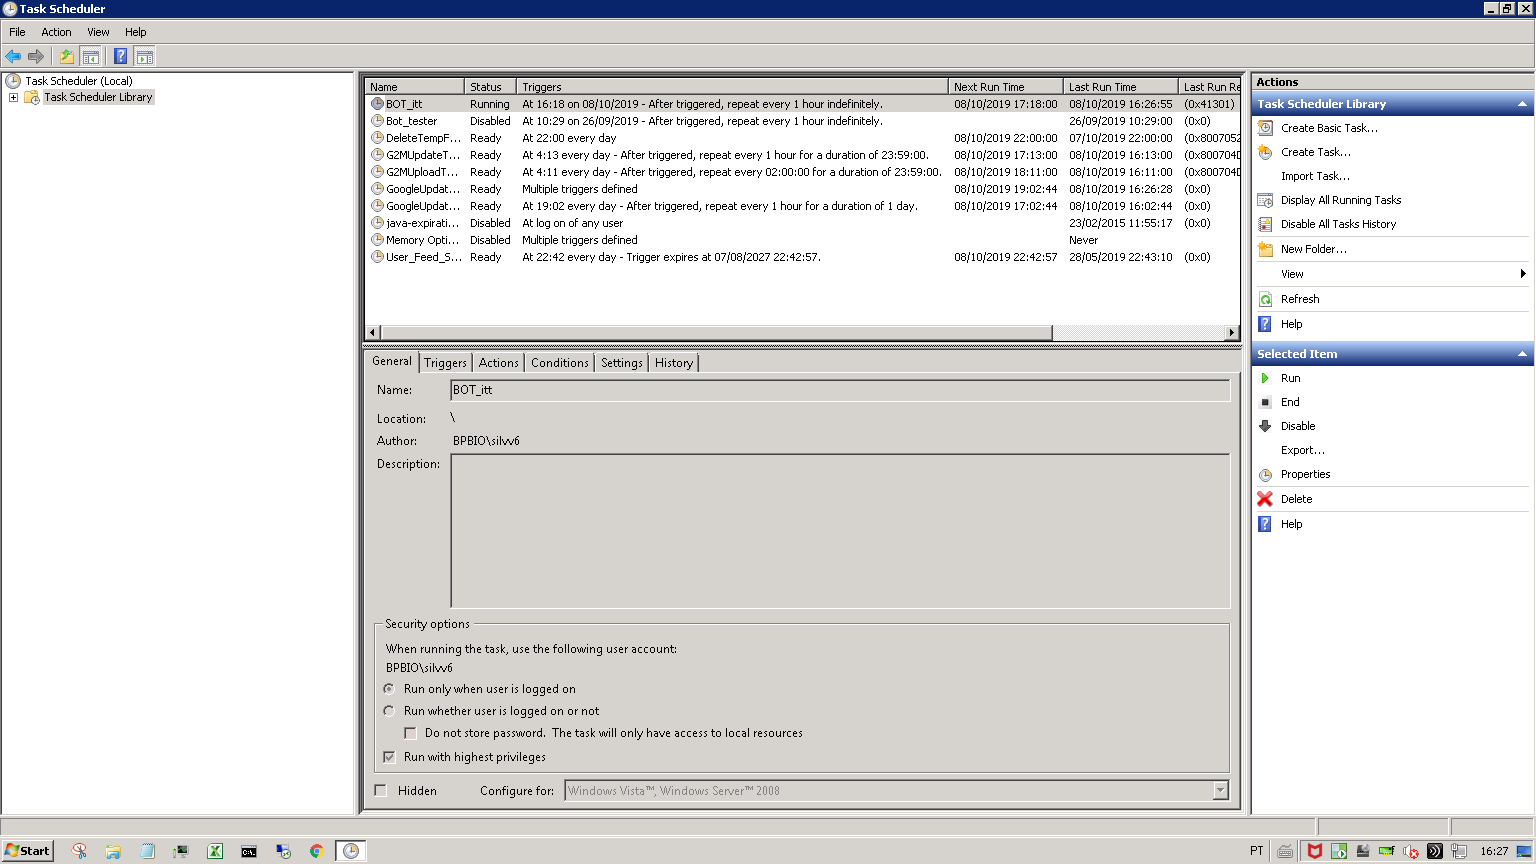 Task Scheduler
File Action View Help
Task Scheduler (Local)
Task Scheduler Library
Name Status Triggers Next Run Time Last Run Time Last Run Re
BOT_itt Running At 16:18 on 08/10/2019 - After triggered, repeat every 1 hour indefinitely. 08/10/2019 17:18:00 08/10/2019 16:26:55 (0x41301)
Bot_tester Disabled At 10:29 on 26/09/2019 - After triggered, repeat every 1 hour indefinitely. 26/09/2019 10:29:00 (0x0)
DeleteTempF... Ready At 22:00 every day 08/10/2019 22:00:00 07/10/2019 22:00:00 (0x8007052
G2MUpdateT... Ready At 4:13 every day - After triggered, repeat every 1 hour for a duration of 23:59:00. 08/10/2019 17:13:00 08/10/2019 16:13:00 (0x800704D
G2MUploadT... Ready At 4:11 every day - After triggered, repeat every 02:00:00 for a duration of 23:59:00. 08/10/2019 18:11:00 08/10/2019 16:11:00 (0x800704D
GoogleUpdat... Ready Multiple triggers defined 08/10/2019 19:02:44 08/10/2019 16:26:28 (0x0)
GoogleUpdat... Ready At 19:02 every day - After triggered, repeat every 1 hour for a duration of 1 day. 08/10/2019 17:02:44 08/10/2019 16:02:44 (0x0)
java-expirati... Disabled At log on of any user 23/02/2015 11:55:17 (0x0)
Memory Opti... Disabled Multiple triggers defined Never
User_Feed_S... Ready At 22:42 every day - Trigger expires at 07/08/2027 22:42:57. 08/10/2019 22:42:57 28/05/2019 22:43:10 (0x0)
General Triggers Actions Conditions Settings History
Name: BOT_itt
Location: \
Author: BPBIO\silvv6
Description:
Security options
When running the task, use the following user account:
BPBIO\silvv6
Run only when user is logged on
Run whether user is logged on or not
Do not store password. The task will only have access to local resources
Run with highest privileges
Hidden Configure for: Windows Vista™, Windows Server™ 2008
Actions
Task Scheduler Library
Create Basic Task...
Create Task...
Import Task...
Display All Running Tasks
Disable All Tasks History
New Folder...
View
Refresh
Help
Selected Item
Run
End
Disable
Export...
Properties
Delete
Help
Start PT 16:27